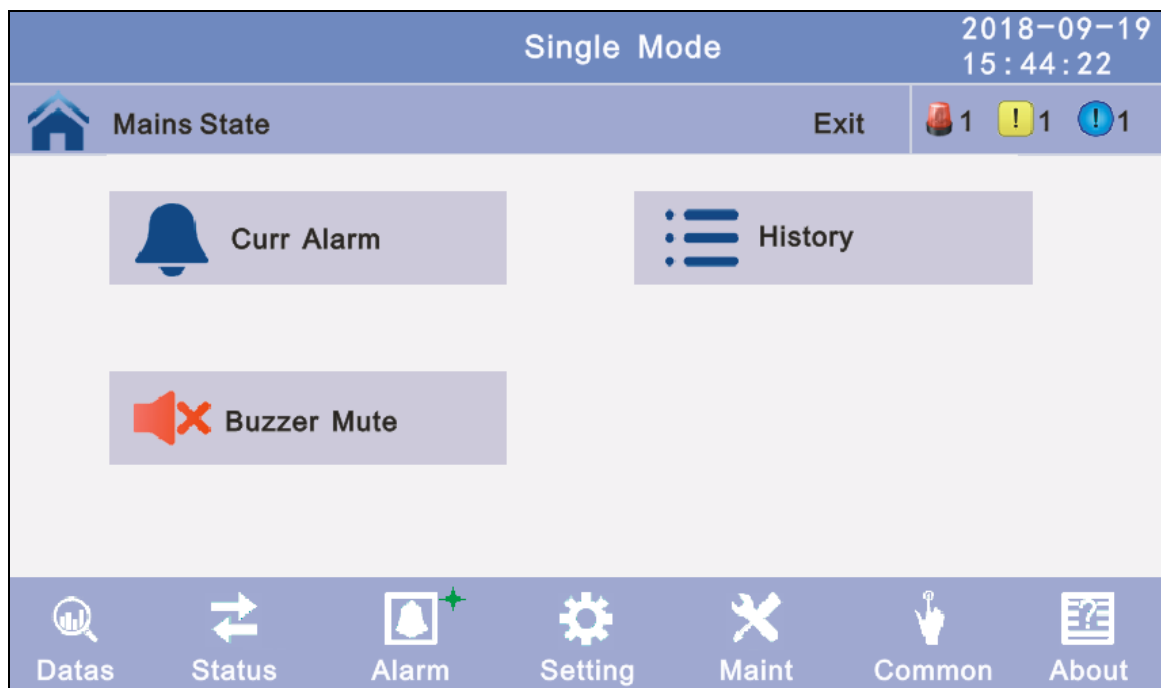 Single Mode
2018-09-19
15:44:22
Mains State
Exit
1
! 1
! 1
Curr Alarm
History
Buzzer Mute
?
Datas
Status
Alarm
Setting
Maint
Common
About